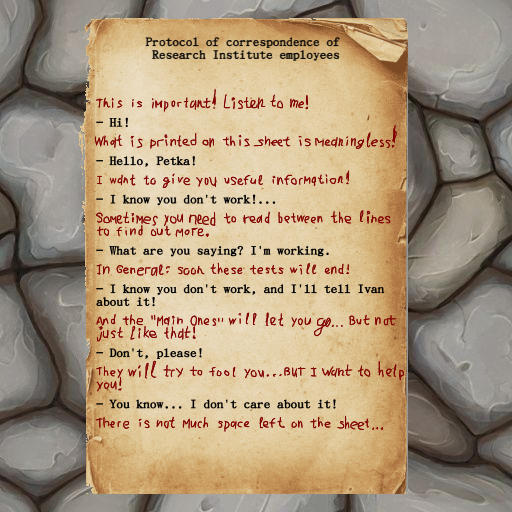 Protocol of correspondence of
Research Institute employees
This is important! Listen to me!
- Hi!
What is printed on this sheet is meaningless!
- Hello, Petka!
I want to give you useful information!
- I know you don't work!...
Sometimes you need to read between the lines
to find out more.
- What are you saying? I'm working.
In General: soon these tests will end!
- I know you don't work, and I'll tell Ivan
about it!
And the "Main Ones" will let you go... But not
just like that!
- Don't, please!
They will try to fool you...BUT I want to help
you!
- You know... I don't care about it!
There is not much space left on the sheet...